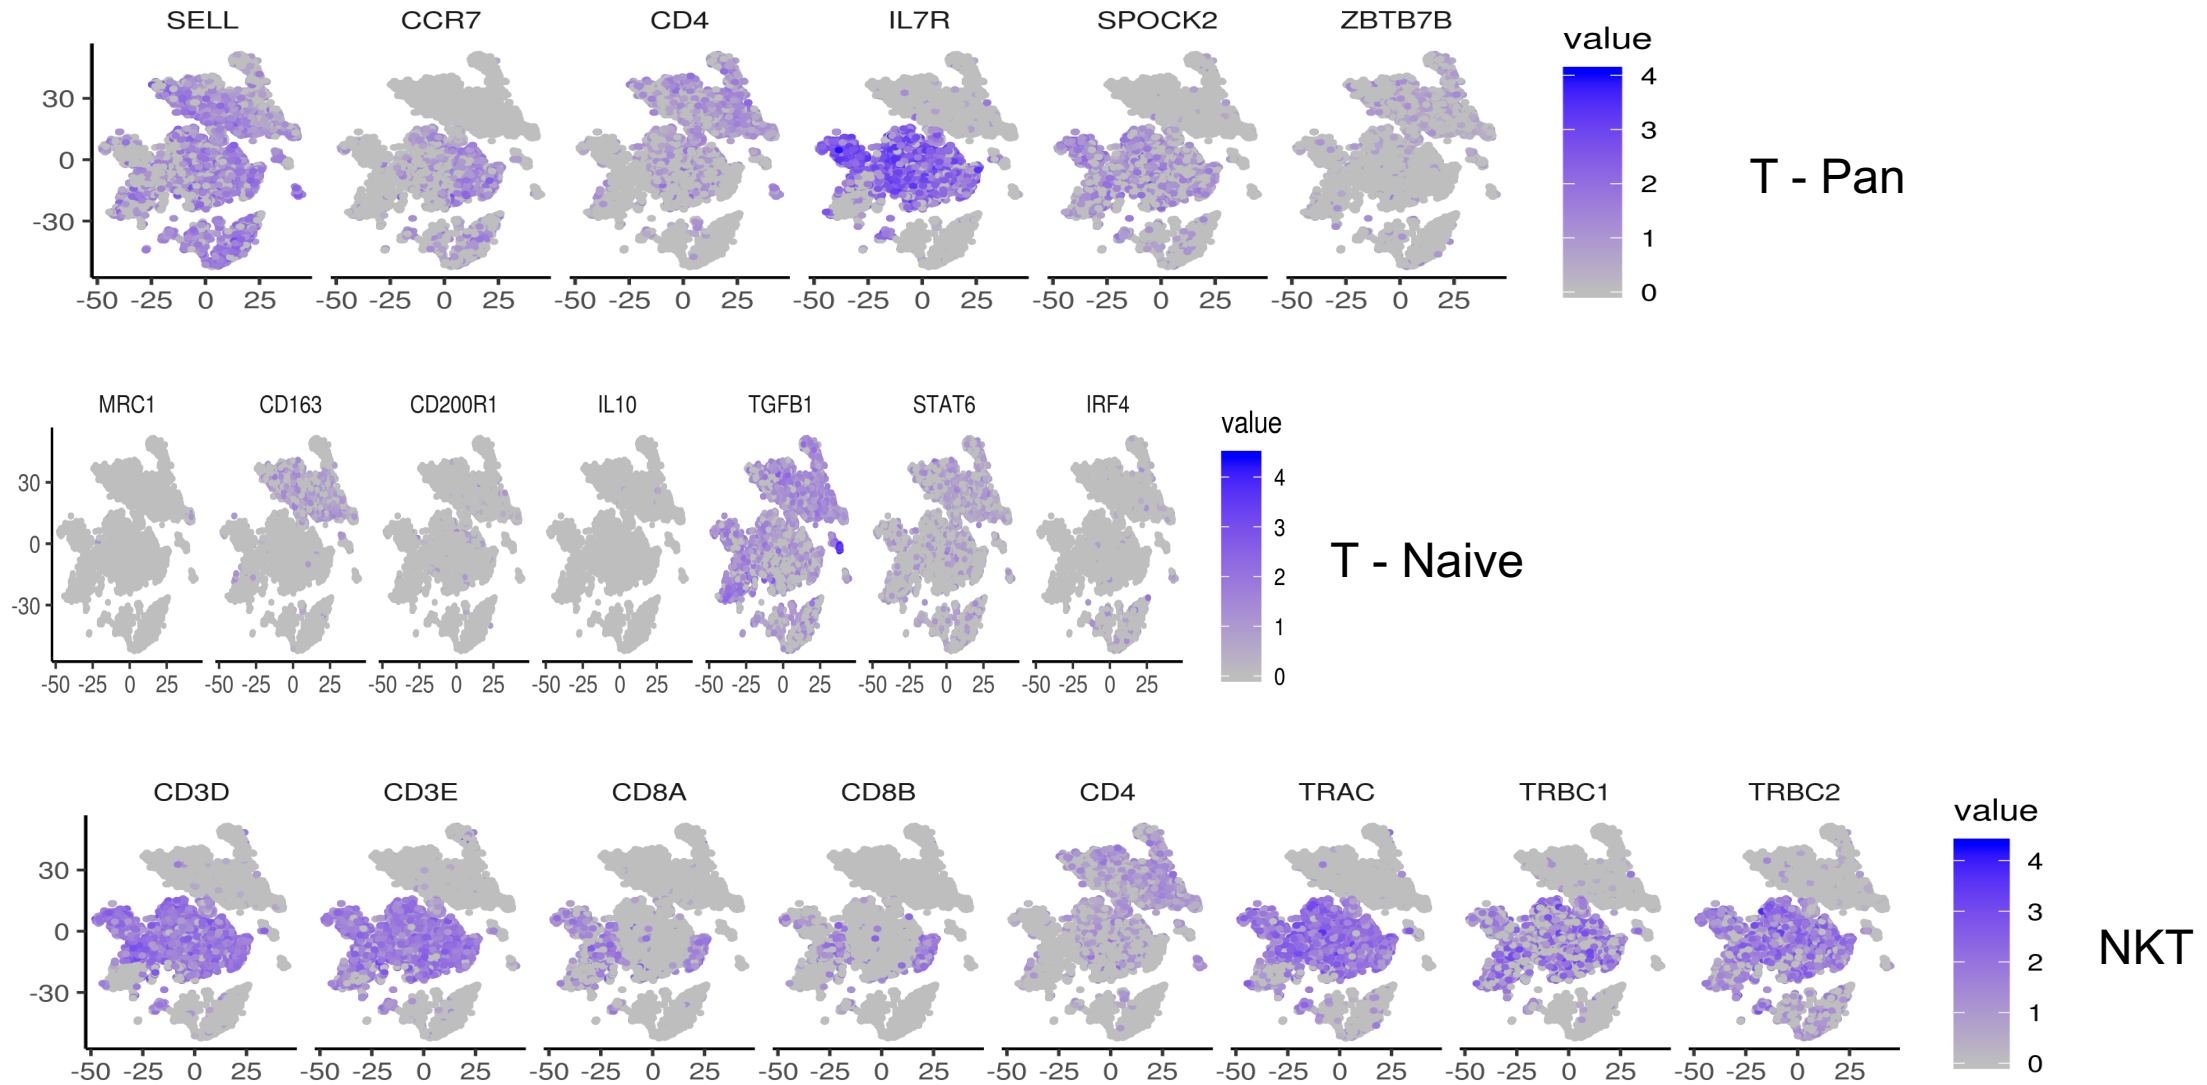 SELL CCR7 CD4 IL7R SPOCK2 ZBTB7B
value
4
30
3
0
2
T - Pan
-30
1
0
-50 -25 0 25 -50 -25 0 25 -50 -25 0 25 -50 -25 0 25 -50 -25 0 25 -50 -25 0 25
MRC1 CD163 CD200R1 IL10 TGFB1 STAT6 IRF4
value
4
30
3
0
T - Naive
2
-30
1
0
-50 -25 0 25 -50 -25 0 25 -50 -25 0 25 -50 -25 0 25 -50 -25 0 25 -50 -25 0 25 -50 -25 0 25
CD3D CD3E CD8A CD8B CD4 TRAC TRBC1 TRBC2
value
4
30
3
0
NKT
2
-30
1
0
-50 -25 0 25 -50 -25 0 25 -50 -25 0 25 -50 -25 0 25 -50 -25 0 25 -50 -25 0 25 -50 -25 0 25 -50 -25 0 25